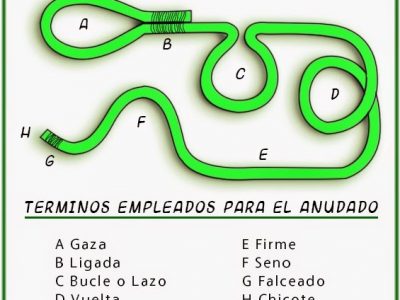 A
B
C
D
H
F
G
E
TERMINOS EMPLEADOS PARA EL ANUDADO
A Gaza
B Ligada
C Bucle o Lazo
D Vuelta
E Firme
F Seno
G Falceado
H Chicote